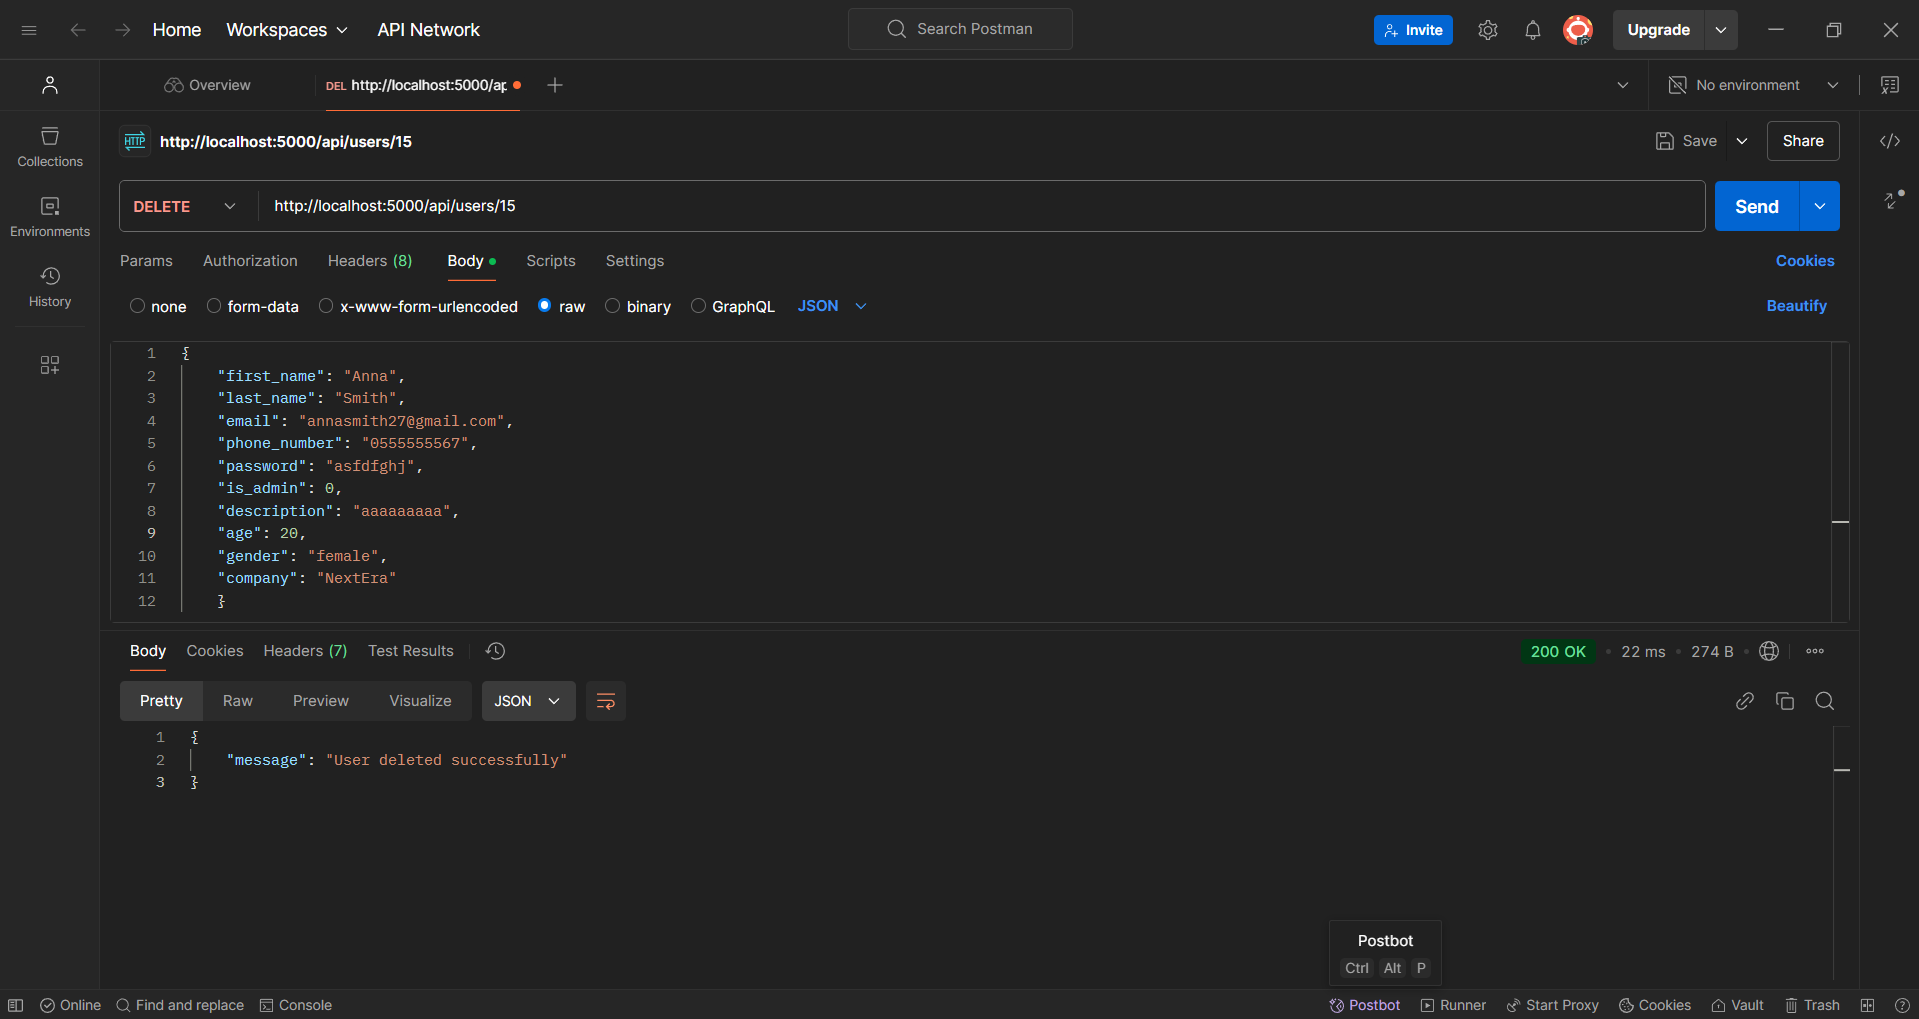 Home Workspaces API Network Search Postman Invite Upgrade
Overview DEL http://localhost:5000/ap No environment
HTTP http://localhost:5000/api/users/15 Save Share
Collections
Environments
History
DELETE http://localhost:5000/api/users/15 Send
Params Authorization Headers (8) Body Scripts Settings Cookies
none form-data x-www-form-urlencoded raw binary GraphQL JSON Beautify
1 {
2 "first_name": "Anna",
3 "last_name": "Smith",
4 "email": "annasmith27@gmail.com",
5 "phone_number": "0555555567",
6 "password": "asfdfghj",
7 "is_admin": 0,
8 "description": "aaaaaaaaa",
9 "age": 20,
10 "gender": "female",
11 "company": "NextEra"
12 }
Body Cookies Headers (7) Test Results 200 OK • 22 ms • 274 B
Pretty Raw Preview Visualize JSON
1 {
2 "message": "User deleted successfully"
3 }
Postbot
Ctrl Alt P
Online Find and replace Console Postbot Runner Start Proxy Cookies Vault Trash